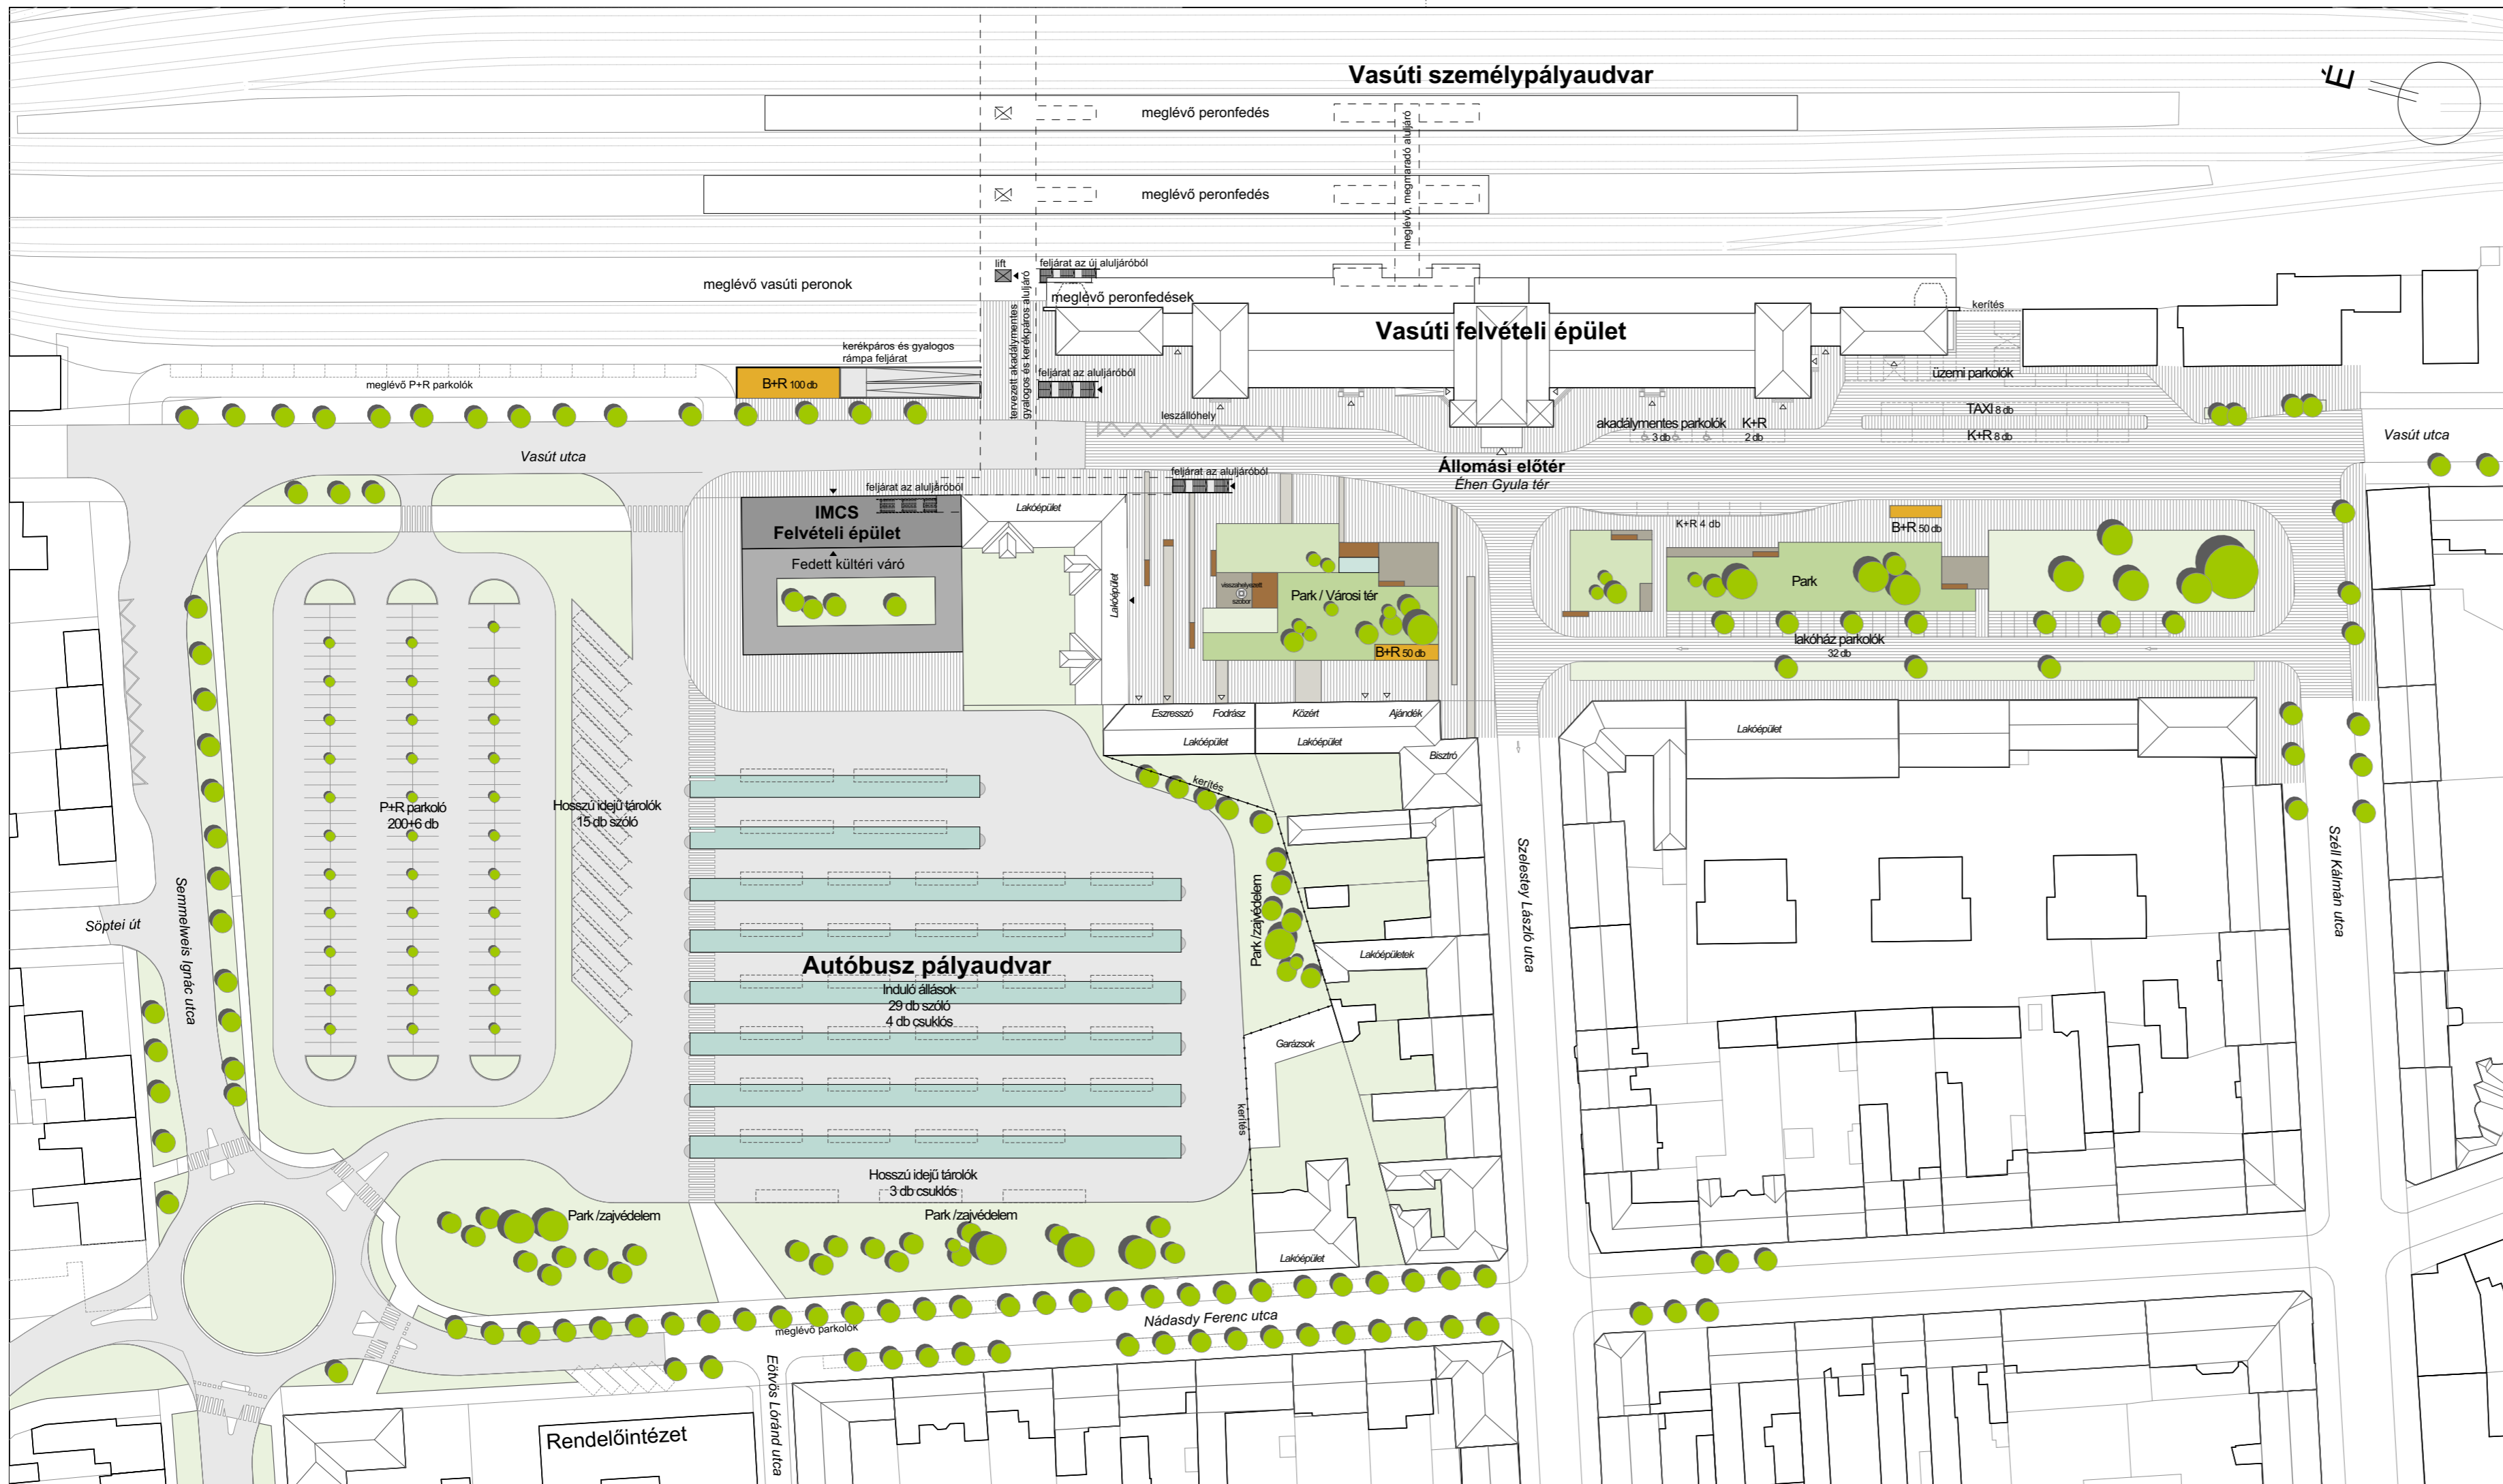 Vasúti személypályaudvar
É
meglévő peronfedés
meglévő, megmaradó aluljáró
meglévő peronfedés
lift
feljárat az új aluljáróból
meglévő vasúti peronok
meglévő peronfedések
kerítés
Vasúti felvételi épület
tervezett akadálymentes
gyalogos és kerékpáros aluljáró
kerékpáros és gyalogos
rámpa feljárat
meglévő P+R parkolók
B+R 100 db
feljárat az aluljáróból
üzemi parkolók
leszállóhely
TAXI 8 db
akadálymentes parkolók
3 db
K+R
2 db
K+R 8 db
Vasút utca
Vasút utca
Állomási előtér
Éhen Gyula tér
feljárat az aluljáróból
feljárat az aluljáróból
IMCS
Felvételi épület
Lakóépület
Fedett kültéri váró
Lakóépület
K+R 4 db
B+R 50 db
visszahelyezett
szobor
Park / Városi tér
Park
B+R 50 db
lakóház parkolók
32 db
Eszresszó
Fodrász
Közért
Ajándék
Lakóépület
Lakóépület
Lakóépület
Bisztró
kerítés
P+R parkoló
200+6 db
Hosszú idejű tárolók
15 db szóló
Szelestey László utca
Széll Kálmán utca
Park /zajvédelem
Söptei út
Semmelweis Ignác utca
Lakóépületek
Autóbusz pályaudvar
Induló állások
29 db szóló
4 db csuklós
Garázsok
kerítés
Hosszú idejű tárolók
3 db csuklós
Park /zajvédelem
Park /zajvédelem
Lakóépület
meglévő parkolók
Nádasdy Ferenc utca
Eötvös Lóránd utca
Rendelőintézet